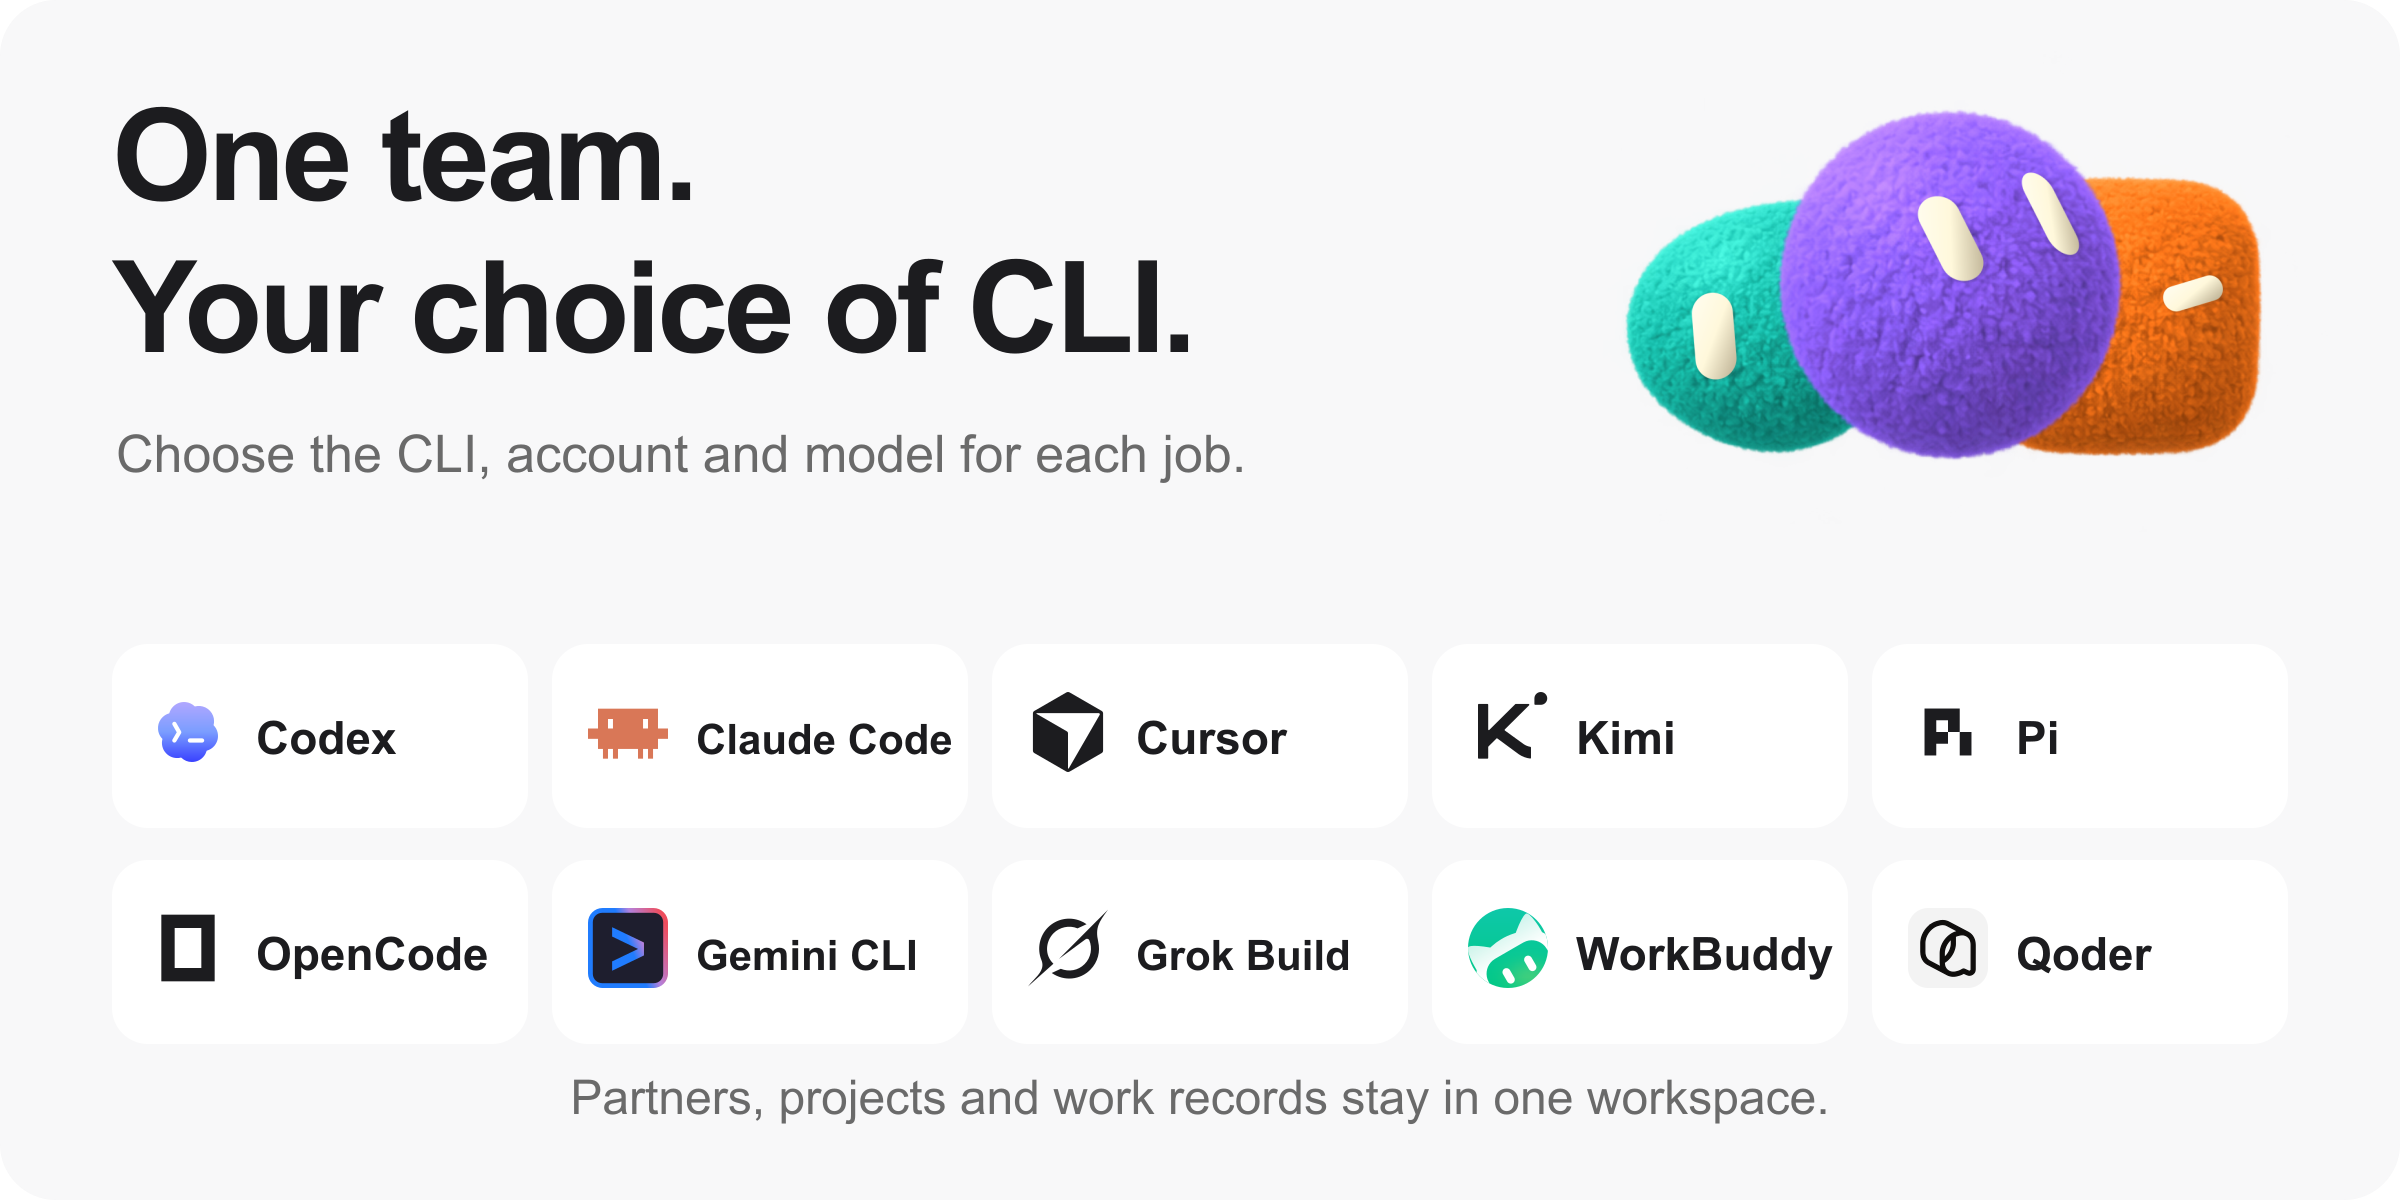 One team.
Your choice of CLI.
Choose the CLI, account and model for each job.
Codex
Claude Code
Cursor
Kimi
Pi
OpenCode
Gemini CLI
Grok Build
WorkBuddy
Qoder
Partners, projects and work records stay in one workspace.